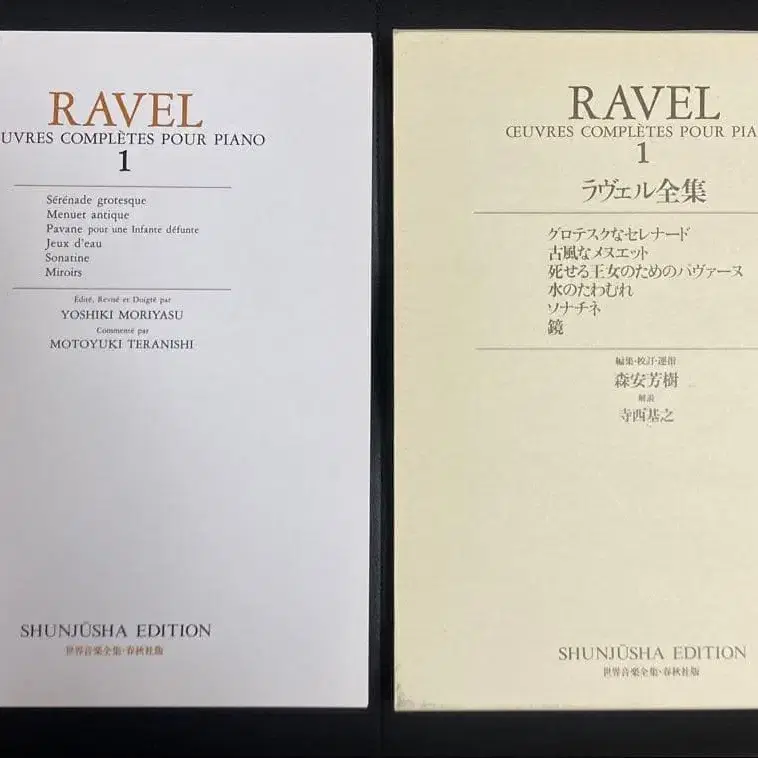 RAVEL
UVRES COMPLÈTES POUR PIANO
1
Sérénade grotesque
Menuet antique
Pavane pour une Infante défunte
Jeux d'eau
Sonatine
Miroirs
Edité, Revisé et Doigté par
YOSHIKI MORIYASU
Commenté par
MOTOYUKI TERANISHI
SHUNJŪSHA EDITION
世界音楽全集・春秋社版
RAVEL
ŒUVRES COMPLÈTES POUR PIA
1
ラヴェル全集
グロテスクなセレナード
古風なメヌエット
死せる王女のためのパヴァーヌ
水のたわむれ
ソナチネ
鏡
編集・校訂・運指
森安芳樹
解説
寺西基之
SHUNJŪSHA EDITION
世界音楽全集・春秋社版